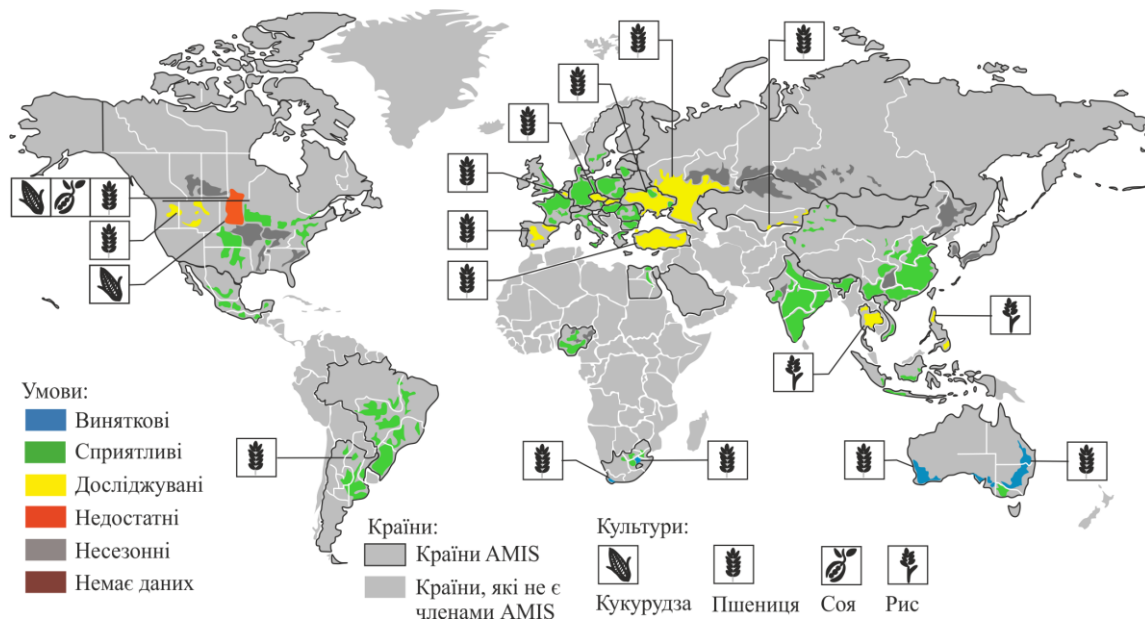 Умови:
Виняткові
Сприятливі
Досліджувані
Недостатні
Несезонні
Немає даних
Країни:
Країни AMIS
Країни, які не є
членами AMIS
Культури:
Кукурудза
Пшениця
Соя
Рис